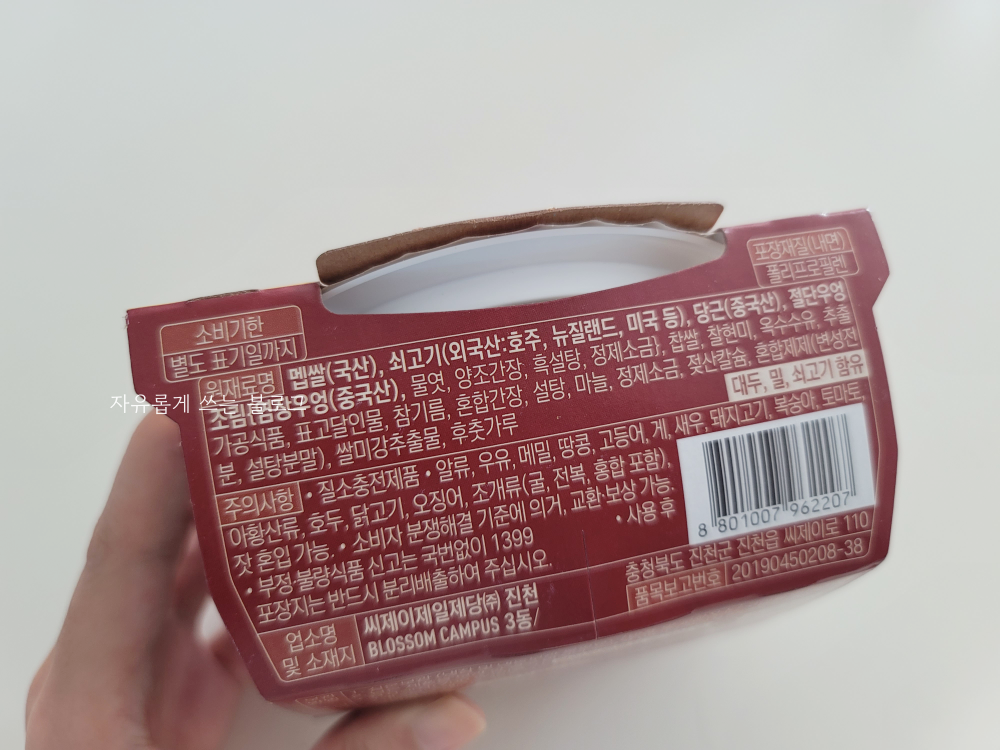 포장재질(내면)
폴리프로필렌
소비기한
별도 표기일까지
원재료명 멥쌀(국산), 쇠고기(외국산:호주, 뉴질랜드, 미국 등), 당근(중국산), 절단우엉
조림[염장우엉(중국산), 물엿, 양조간장, 흑설탕, 정제소금], 찹쌀, 찰현미, 옥수수유, 추출
가공식품, 표고달인물, 참기름, 혼합간장, 설탕, 마늘, 정제소금, 젖산칼슘, 혼합제제(변성전
분, 설탕분말), 쌀미강추출물, 후춧가루
대두, 밀, 쇠고기 함유
자유롭게 쓰는 블로그
주의사항 • 질소충전제품 • 알류, 우유, 메밀, 땅콩, 고등어, 게, 새우, 돼지고기, 복숭아, 토마토,
아황산류, 호두, 닭고기, 오징어, 조개류(굴, 전복, 홍합 포함),
잣 혼입 가능. • 소비자 분쟁해결 기준에 의거, 교환·보상 가능.
• 부정·불량식품 신고는 국번없이 1399 • 사용 후
포장지는 반드시 분리배출하여 주십시오.
8 801007 962207
업소명
및 소재지
씨제이제일제당(주) 진천
BLOSSOM CAMPUS 3동/
충청북도 진천군 진천읍 씨제이로 110
품목보고번호 20190450208-38